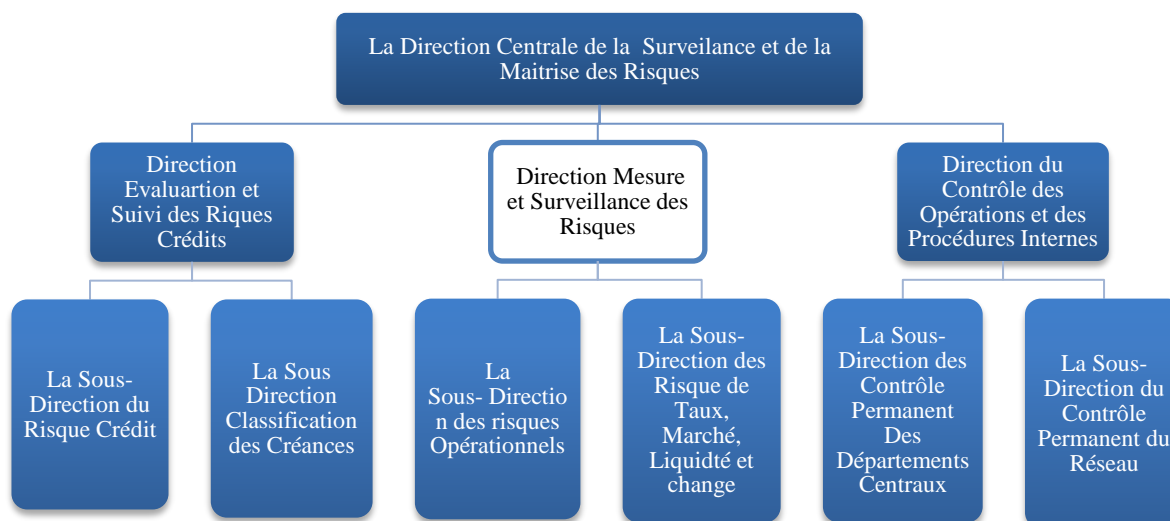 La Direction Centrale de la Surveilance et de la
Maitrise des Risques
Direction
Evaluartion et
Suivi des Riques
Crédits
Direction Mesure
et Surveillance des
Risques
Direction du
Contrôle des
Opérations et des
Procédures Internes
La Sous-
Direction du
Risque Crédit
La Sous
Direction
Classification
des Créances
La
Sous- Directio
n des risques
Opérationnels
La Sous-
Direction des
Risque de
Taux,
Marché,
Liquidté et
change
La Sous-
Direction des
Contrôle
Permanent
Des
Départements
Centraux
La Sous-
Direction du
Contrôle
Permanent du
Réseau